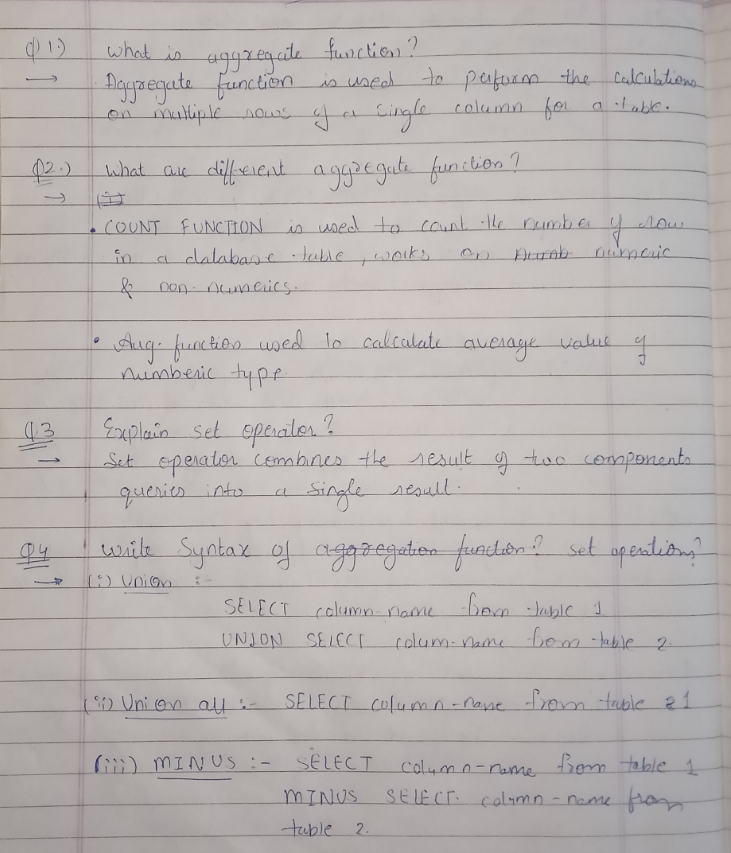 Q 1.) What is aggregate function?
→ Aggregate function is used to perform the calculations
on multiple rows of a single column for a table.
Q2.) What are different aggregate function?
→ (i)
• COUNT FUNCTION is used to count the number of row
in a database table, works on Numb numeric
& non-numerics.
• Avg. function used to calculate average value of
numberic type
Q.3 Explain set operator?
→ Set operator combines the result of two components
queries into a single result.
Q4 Write Syntax of aggregation function? set operations?
→ (i) Union :-
SELECT column-name from table 1
UNION SELECT colum-name from table 2.
(ii) Union all :- SELECT column-name from table 21
(iii) MINUS :- SELECT column-name from table 1
MINUS SELECT column-name from
table 2.